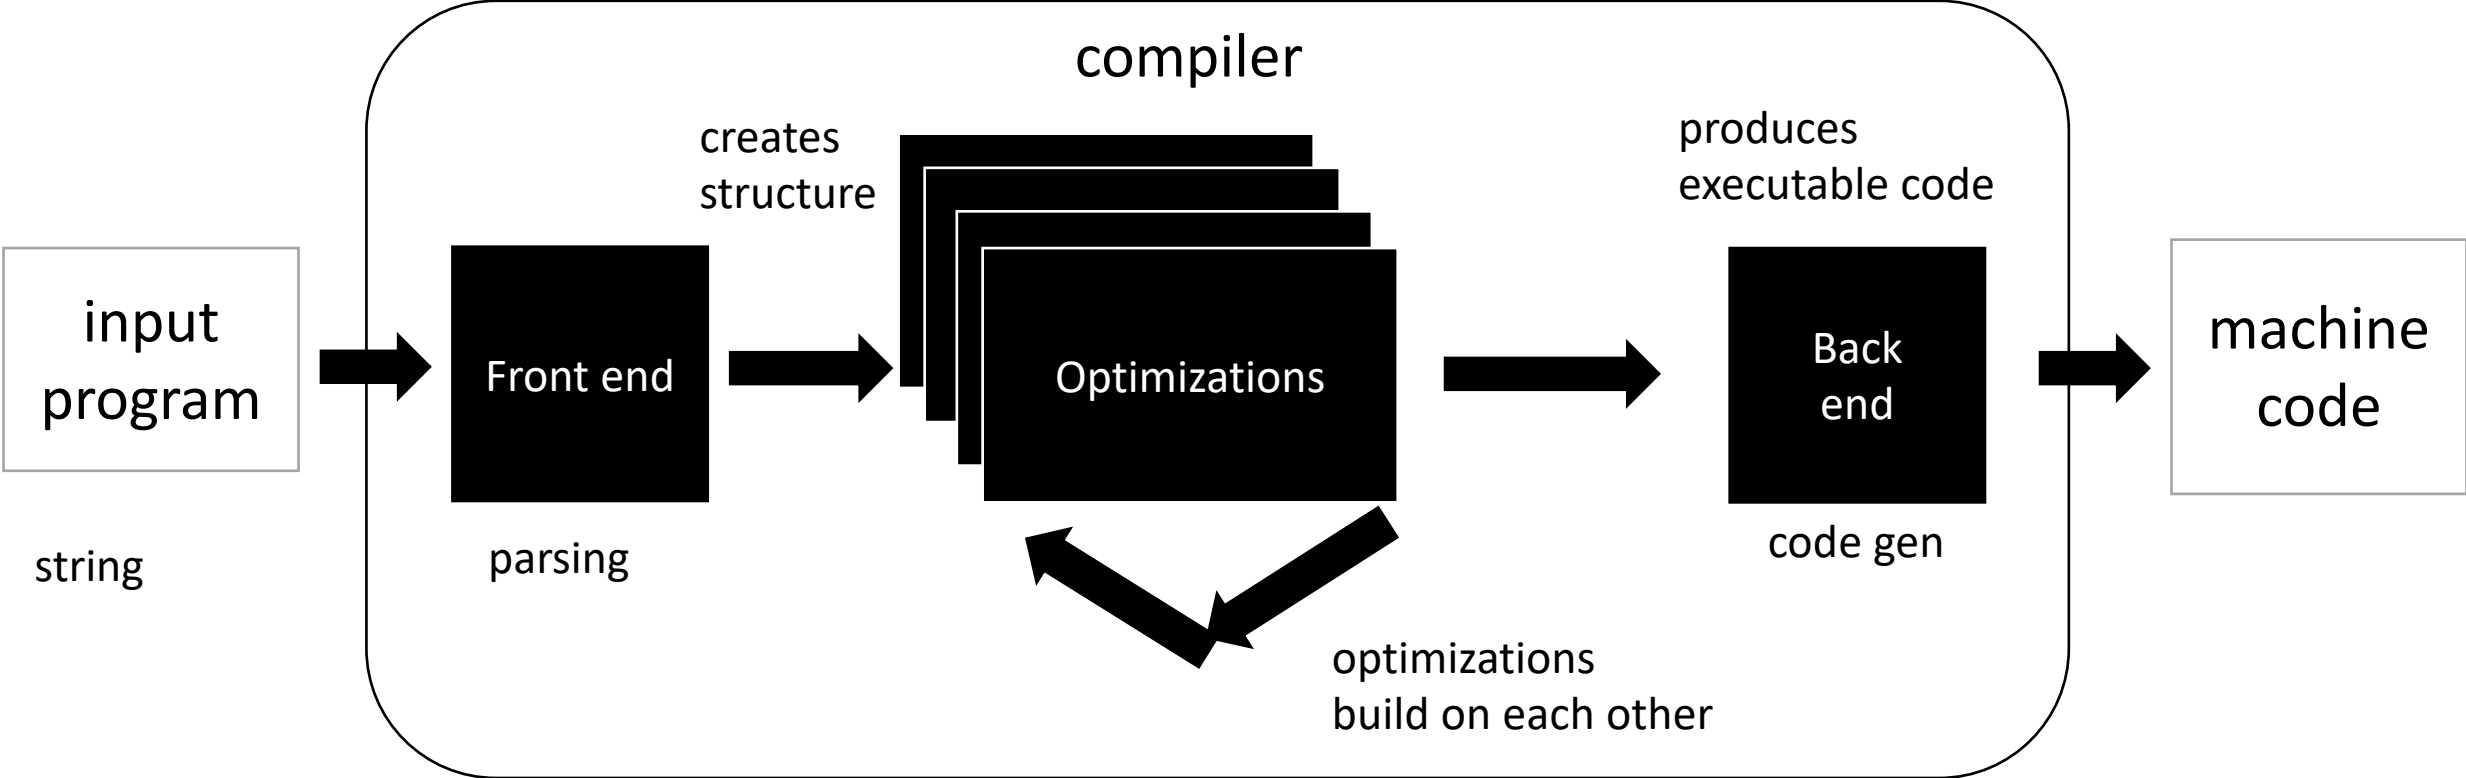 compiler
creates
structure
produces
executable code
input
program
Front end
Optimizations
Back
end
machine
code
string
parsing
code gen
optimizations
build on each other